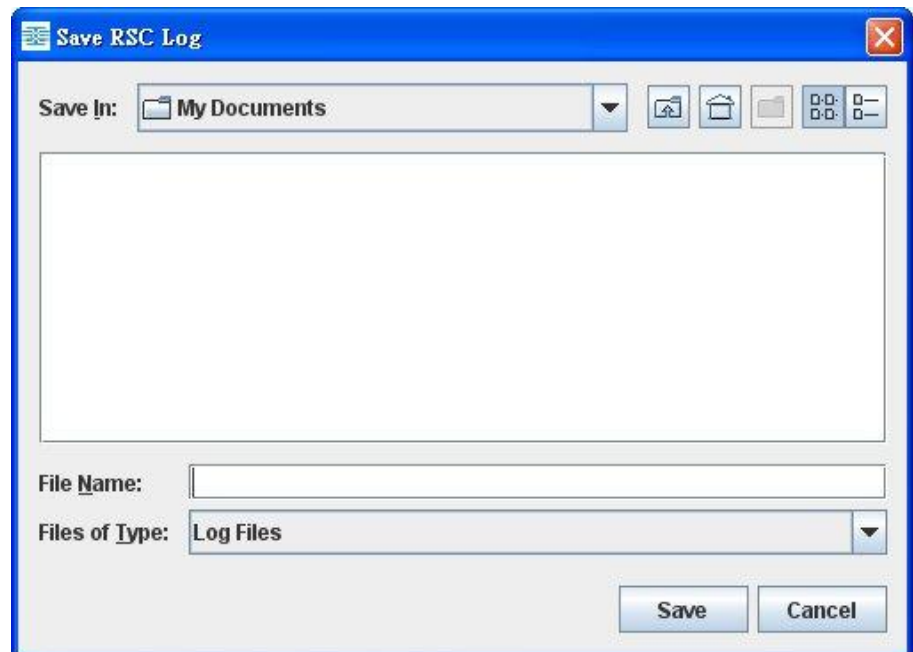 Save RSC Log
Save In: My Documents
File Name:
Files of Type: Log Files
Save Cancel